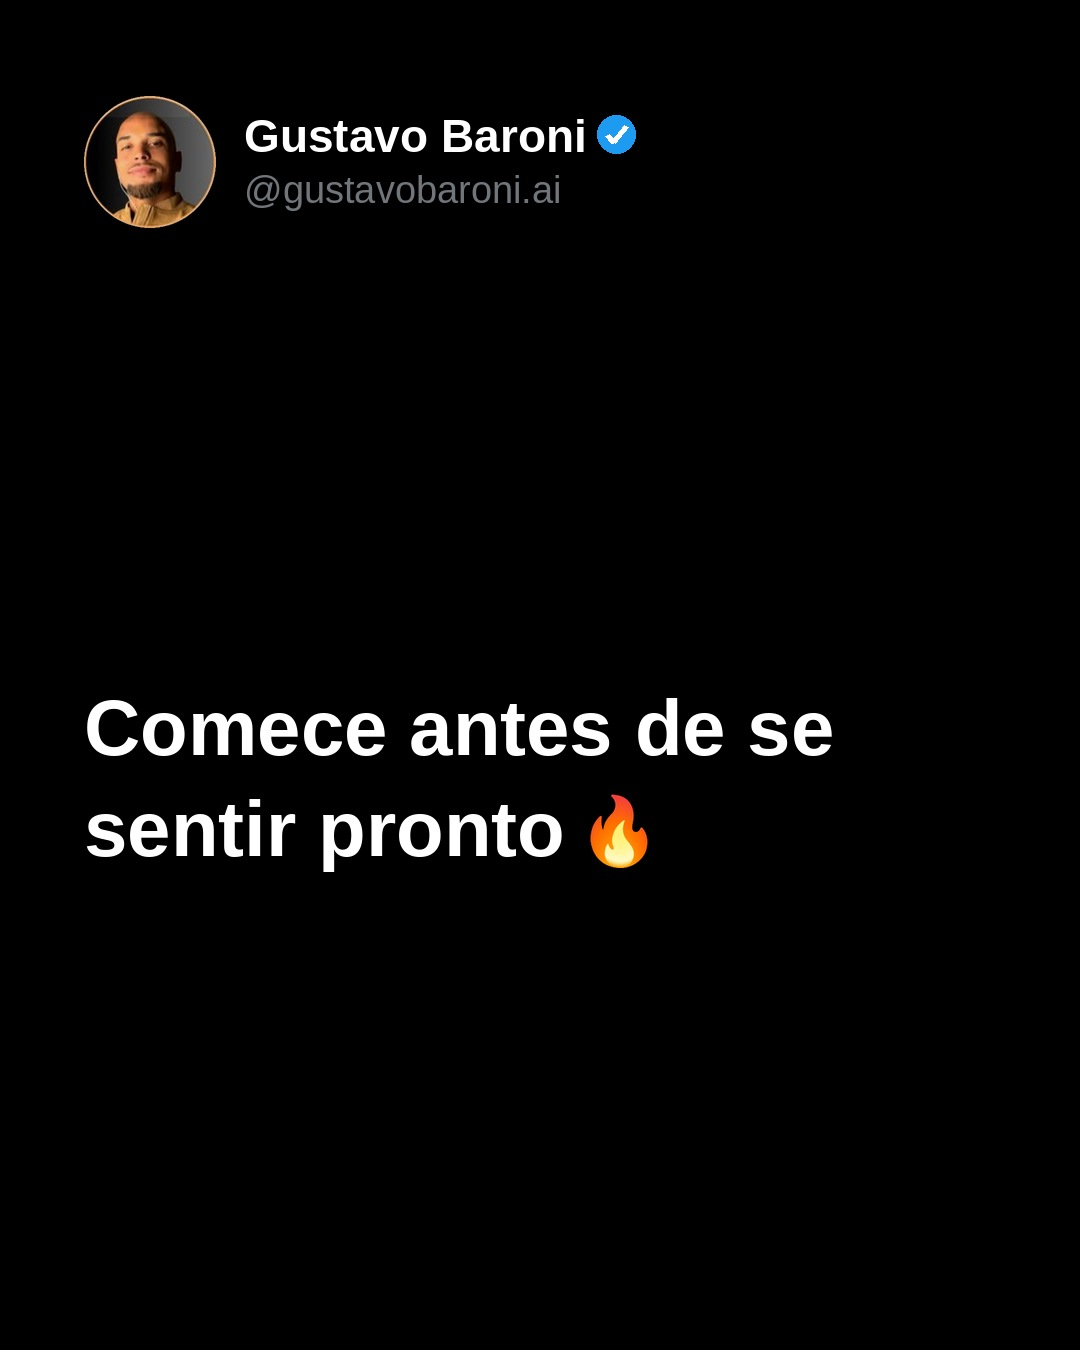 Gustavo Baroni
@gustavobaroni.ai
Comece antes de se
sentir pronto 🔥